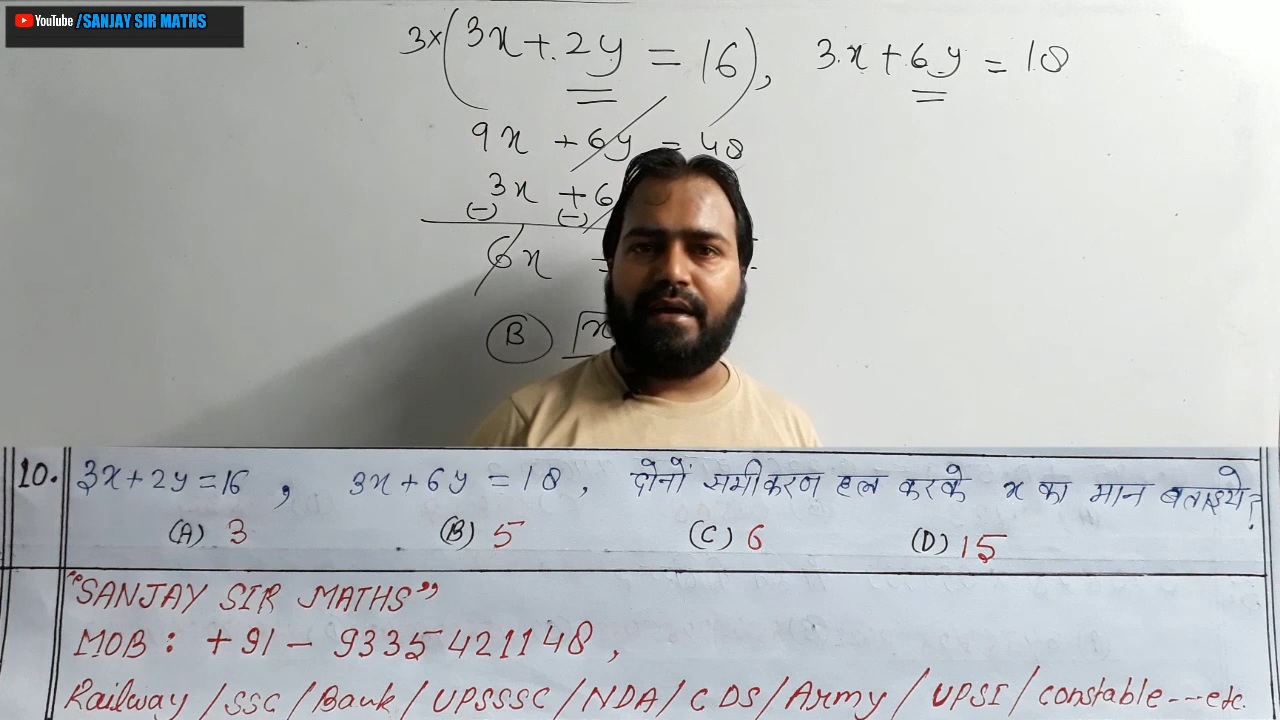 YouTube /SANJAY SIR MATHS
3×(3x + 2y = 16), 3x + 6y = 18
9x + 6y = 48
3x + 6
(-) (-)
6x =
B x
10. 3x+2y=16 , 3x+6y = 18 , दोनों समीकरण हल करके x का मान बताइये?
(A) 3 (B) 5 (C) 6 (D) 15
"SANJAY SIR MATHS"
MOB : +91 - 9335421148,
Railway /SSC/Bank/UPSSSC/NDA/CDS/Army/UPSI/constable---etc.